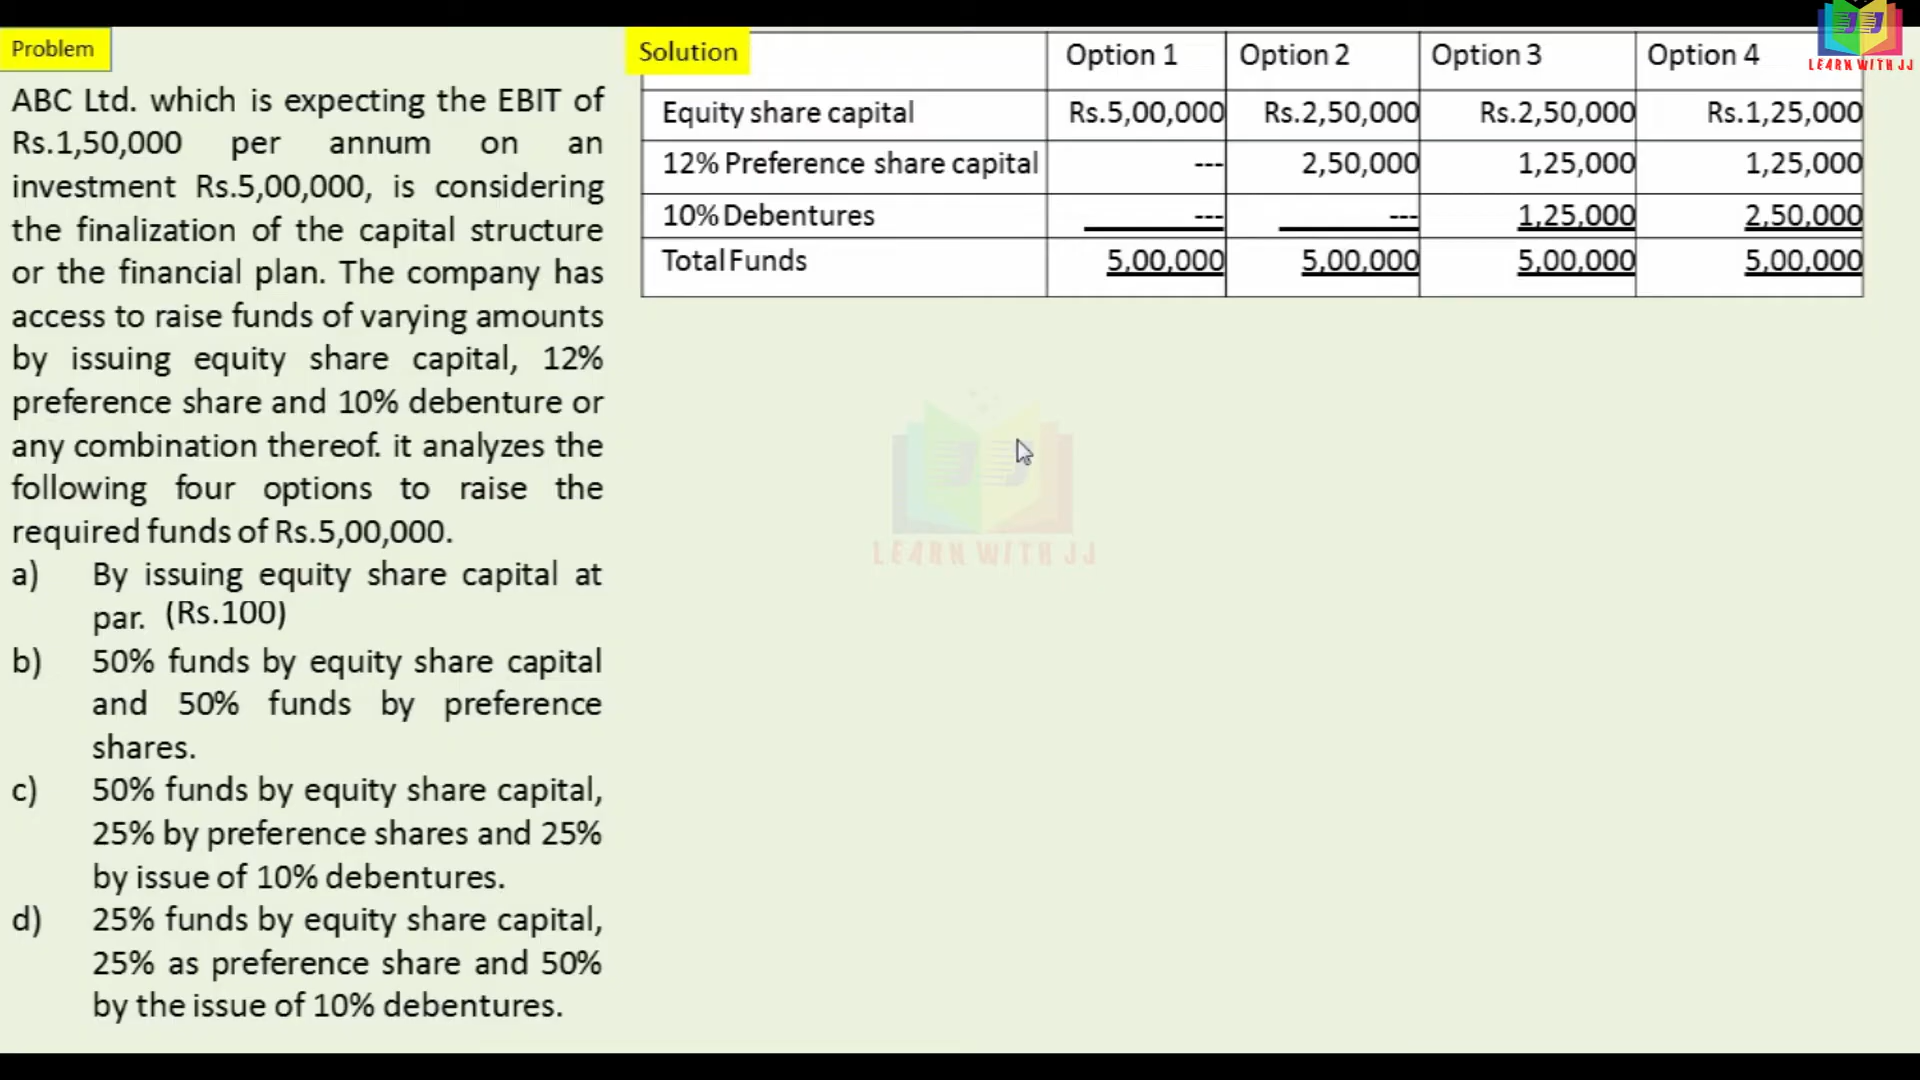 Problem
ABC Ltd. which is expecting the EBIT of
Rs.1,50,000 per annum on an
investment Rs.5,00,000, is considering
the finalization of the capital structure
or the financial plan. The company has
access to raise funds of varying amounts
by issuing equity share capital, 12%
preference share and 10% debenture or
any combination thereof. it analyzes the
following four options to raise the
required funds of Rs.5,00,000.
a) By issuing equity share capital at
par. (Rs.100)
b) 50% funds by equity share capital
and 50% funds by preference
shares.
c) 50% funds by equity share capital,
25% by preference shares and 25%
by issue of 10% debentures.
d) 25% funds by equity share capital,
25% as preference share and 50%
by the issue of 10% debentures.
Solution Option 1 Option 2 Option 3 Option 4
Equity share capital Rs.5,00,000 Rs.2,50,000 Rs.2,50,000 Rs.1,25,000
12% Preference share capital --- 2,50,000 1,25,000 1,25,000
10% Debentures --- --- 1,25,000 2,50,000
Total Funds 5,00,000 5,00,000 5,00,000 5,00,000
JJ
LEARN WITH JJ
JJ
LEARN WITH JJ